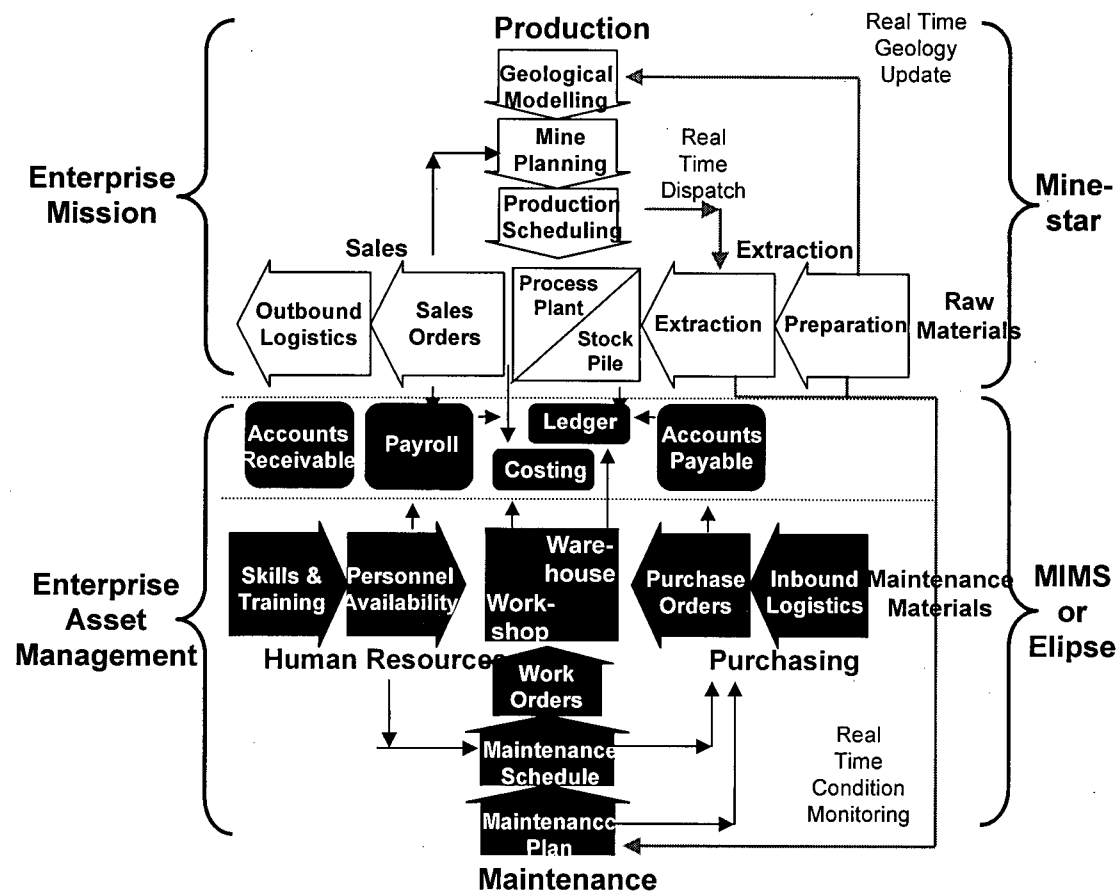 Production
Real Time
Geology
Update
Geological
Modelling
Mine
Planning
Real
Time
Dispatch
Enterprise
Mission
Mine-
star
Production
Scheduling
Sales
Extraction
Outbound
Logistics
Sales
Orders
Process
Plant
Stock
Pile
Extraction
Preparation
Raw
Materials
Accounts
Receivable
Payroll
Ledger
Costing
Accounts
Payable
Enterprise
Asset
Management
Skills &
Training
Personnel
Availability
Ware-
house
Work-
shop
Purchase
Orders
Inbound
Logistics
Maintenance
Materials
MIMS
or
Elipse
Human Resources
Purchasing
Work
Orders
Maintenance
Schedule
Real
Time
Condition
Monitoring
Maintenance
Plan
Maintenance